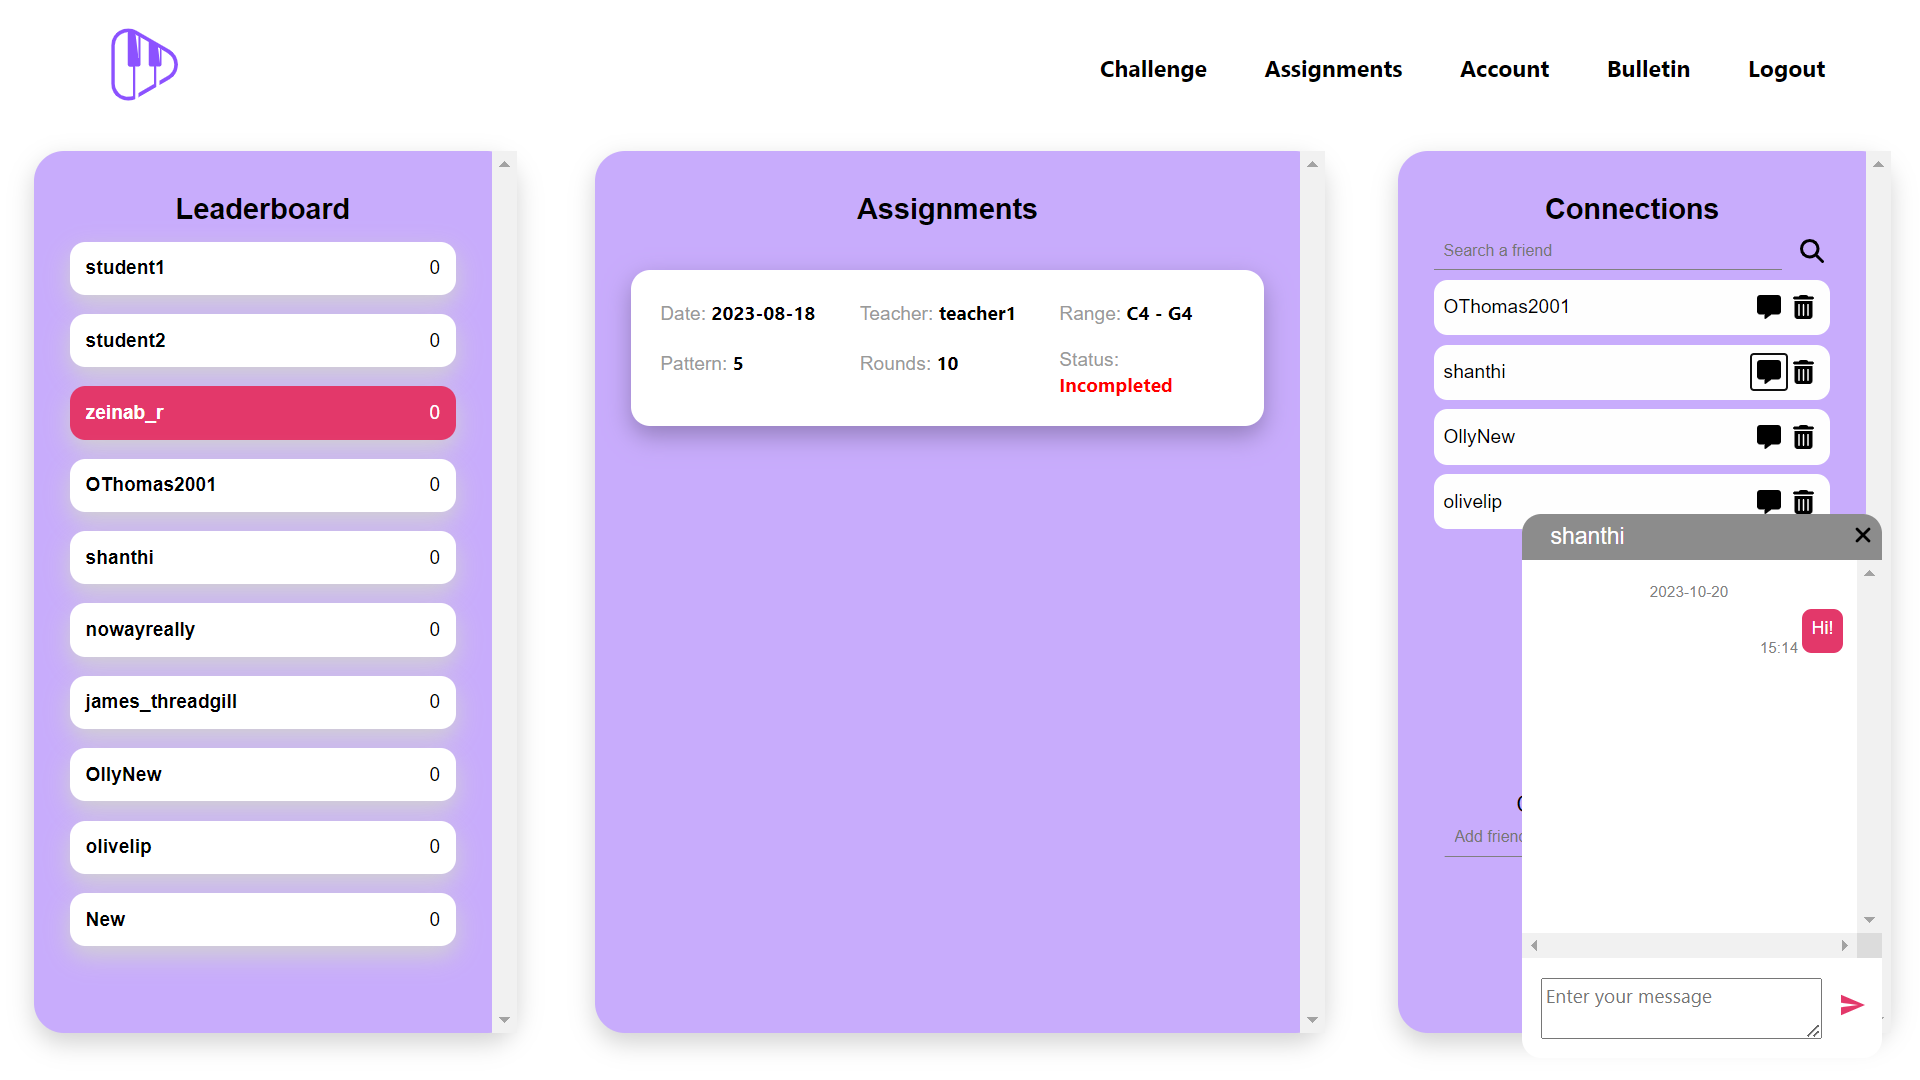 Challenge
Assignments
Account
Bulletin
Logout
Leaderboard
student1 0
student2 0
zeinab_r 0
OThomas2001 0
shanthi 0
nowayreally 0
james_threadgill 0
OllyNew 0
olivelip 0
New 0
Assignments
Date: 2023-08-18 Teacher: teacher1 Range: C4 - G4
Pattern: 5 Rounds: 10 Status:
Incompleted
Connections
Search a friend
OThomas2001
shanthi
OllyNew
olivelip
Add friend
shanthi
2023-10-20
Hi!
15:14
Enter your message